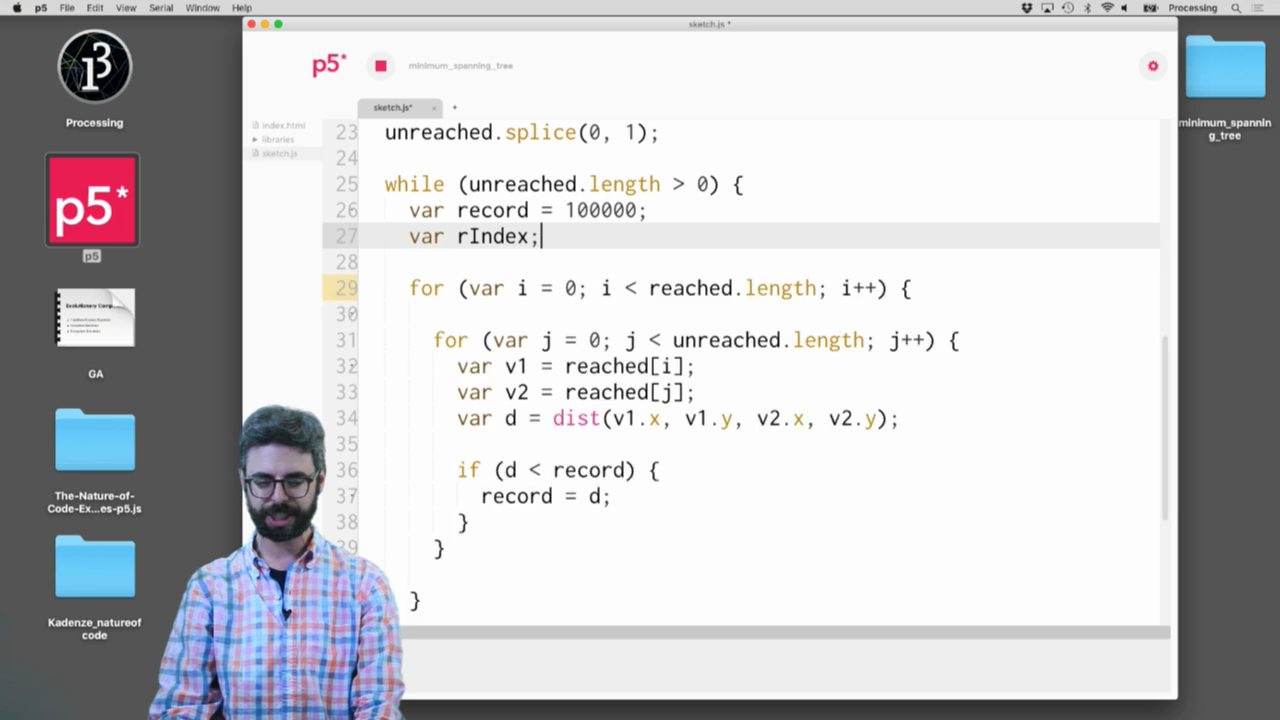 p5 File Edit View Serial Window Help Processing
sketch.js *
p5* minimum_spanning_tree
sketch.js* +
index.html
libraries
sketch.js
23 unreached.splice(0, 1);
24
25 while (unreached.length > 0) {
26 var record = 100000;
27 var rIndex;
28
29 for (var i = 0; i < reached.length; i++) {
30
31 for (var j = 0; j < unreached.length; j++) {
32 var v1 = reached[i];
33 var v2 = reached[j];
34 var d = dist(v1.x, v1.y, v2.x, v2.y);
35
36 if (d < record) {
37 record = d;
38 }
39 }
}
Processing
p5*
p5
GA
The-Nature-of-
Code-Ex...es-p5.js
Kadenze_natureof
code
minimum_spannin
g_tree